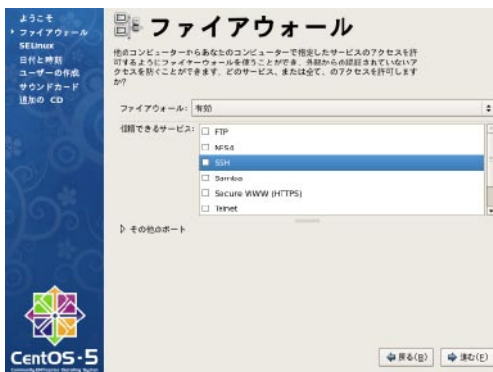 ようこそ
ファイアウォール
SELinux
日付と時刻
ユーザーの作成
サウンドカード
追加の CD
ファイアウォール
他のコンピューターからあなたのコンピューターで指定したサービスのアクセスを許
可するようにファイヤーウォールを使うことができ、外部からの認証されていないア
クセスを防ぐことができます。どのサービス、または全て、のアクセスを許可します
か?
ファイアウォール: 有効
信頼できるサービス:
FTP
NFS4
SSH
Samba
Secure WWW (HTTPS)
Telnet
その他のポート
CentOS-5
Community ENTerprise Operating System
戻る(B)
進む(F)